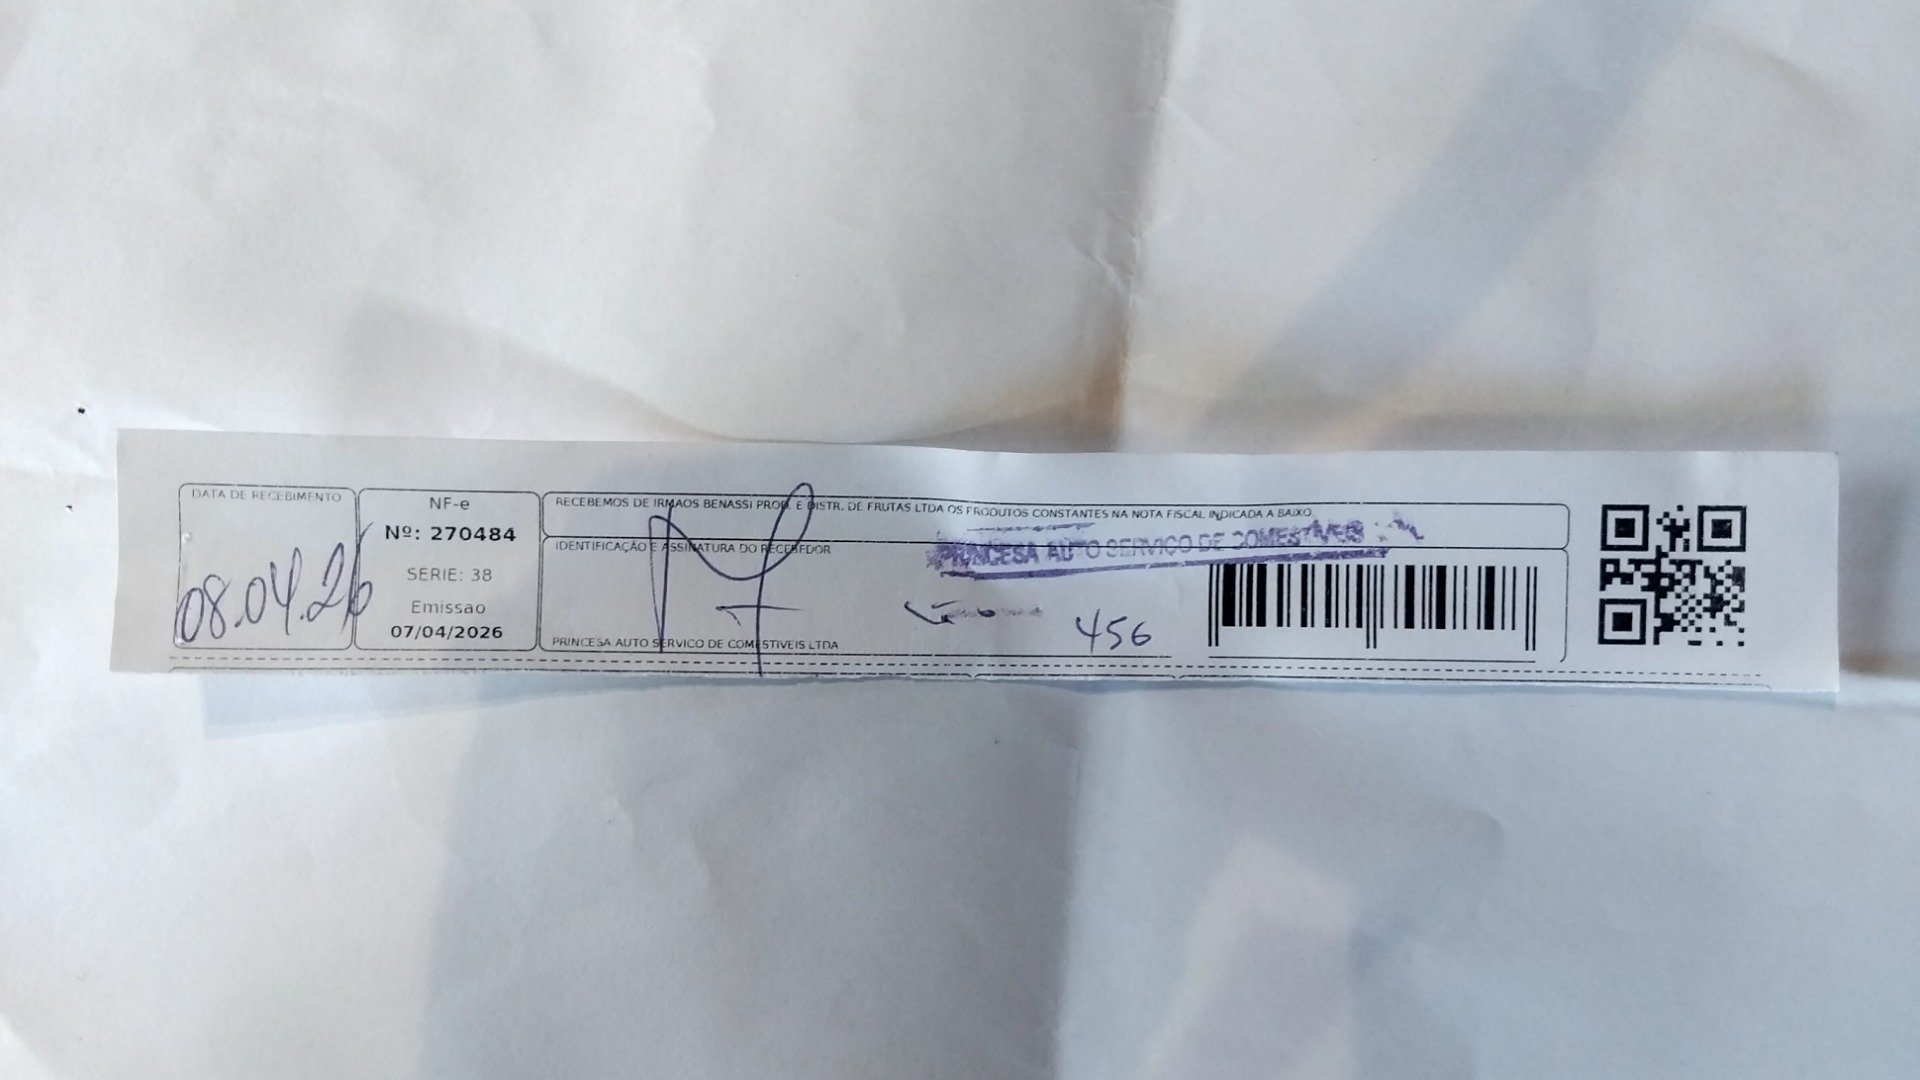 DATA DE RECEBIMENTO
08.04.26
NF-e
Nº: 270484
SERIE: 38
Emissao
07/04/2026
RECEBEMOS DE IRMAOS BENASSI PROD. E DISTR. DE FRUTAS LTDA OS PRODUTOS CONSTANTES NA NOTA FISCAL INDICADA A BAIXO
IDENTIFICAÇÃO E ASSINATURA DO RECEBEDOR
PRINCESA AUTO SERVIÇO DE COMESTIVEIS
456
PRINCESA AUTO SERVICO DE COMESTIVEIS LTDA